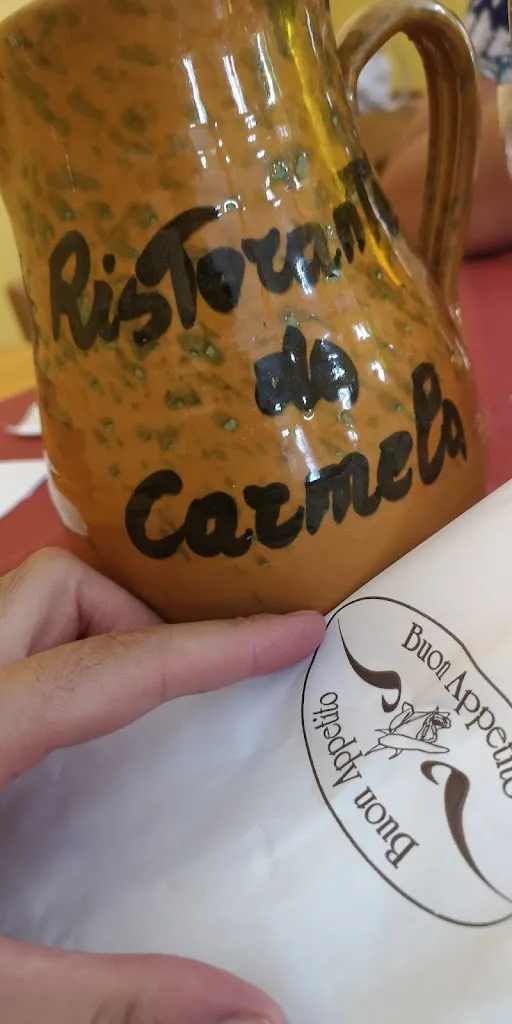 Ristorante
da
Carmela
Buon Appetito
Buon Appetito